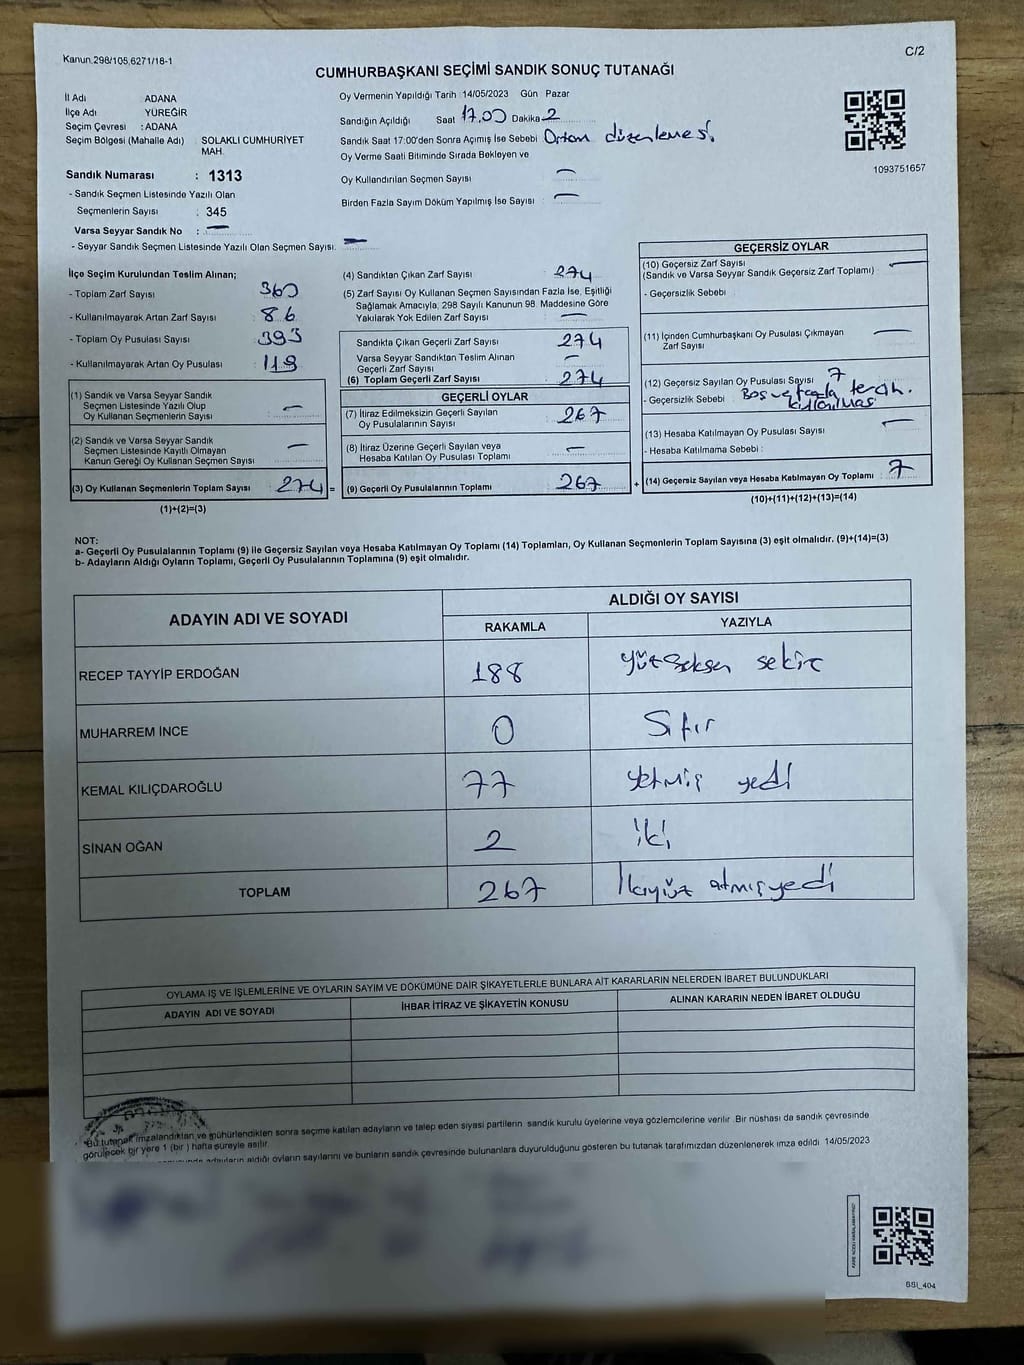 Kanun.298/105,6271/18-1
C/2
CUMHURBAŞKANI SEÇİMİ SANDIK SONUÇ TUTANAĞI
İl Adı ADANA
İlçe Adı YÜREĞİR
Seçim Çevresi : ADANA
Seçim Bölgesi (Mahalle Adı) SOLAKLI CUMHURİYET MAH.
Sandık Numarası : 1313
- Sandık Seçmen Listesinde Yazılı Olan
Seçmenlerin Sayısı : 345
Varsa Seyyar Sandık No : —
- Seyyar Sandık Seçmen Listesinde Yazılı Olan Seçmen Sayısı: —
Oy Vermenin Yapıldığı Tarih 14/05/2023 Gün Pazar
Sandığın Açıldığı Saat 17.00 Dakika 2
Sandık Saat 17:00'den Sonra Açımış İse Sebebi Ortam düzenlemesi.
Oy Verme Saati Bitiminde Sırada Bekleyen ve
Oy Kullandırılan Seçmen Sayısı : —
Birden Fazla Sayım Döküm Yapılmış İse Sayısı : —
1093751657
İlçe Seçim Kurulundan Teslim Alınan;
- Toplam Zarf Sayısı : 360
- Kullanılmayarak Artan Zarf Sayısı : 86
- Toplam Oy Pusulası Sayısı : 393
- Kullanılmayarak Artan Oy Pusulası : 119
(1) Sandık ve Varsa Seyyar Sandık
Seçmen Listesinde Yazılı Olup
Oy Kullanan Seçmenlerin Sayısı : —
(2) Sandık ve Varsa Seyyar Sandık
Seçmen Listesinde Kayıtlı Olmayan
Kanun Gereği Oy Kullanan Seçmen Sayısı : —
(3) Oy Kullanan Seçmenlerin Toplam Sayısı : 274 =
(1)+(2)=(3)
(4) Sandıktan Çıkan Zarf Sayısı : 274
(5) Zarf Sayısı Oy Kullanan Seçmen Sayısından Fazla İse, Eşitliği
Sağlamak Amacıyla, 298 Sayılı Kanunun 98. Maddesine Göre
Yakılarak Yok Edilen Zarf Sayısı : —
Sandıkta Çıkan Geçerli Zarf Sayısı : 274
Varsa Seyyar Sandıktan Teslim Alınan
Geçerli Zarf Sayısı : —
(6) Toplam Geçerli Zarf Sayısı : 274
GEÇERLİ OYLAR
(7) İtiraz Edilmeksizin Geçerli Sayılan
Oy Pusulalarının Sayısı : 267
(8) İtiraz Üzerine Geçerli Sayılan veya
Hesaba Katılan Oy Pusulası Toplamı : —
(9) Geçerli Oy Pusulalarının Toplamı : 267 +
GEÇERSİZ OYLAR
(10) Geçersiz Zarf Sayısı : —
(Sandık ve Varsa Seyyar Sandık Geçersiz Zarf Toplamı)
- Geçersizlik Sebebi
(11) İçinden Cumhurbaşkanı Oy Pusulası Çıkmayan
Zarf Sayısı : —
(12) Geçersiz Sayılan Oy Pusulası Sayısı : 7
- Geçersizlik Sebebi : Boş ve fazla tercih.
kullanılması
(13) Hesaba Katılmayan Oy Pusulası Sayısı : —
- Hesaba Katılmama Sebebi :
(14) Geçersiz Sayılan veya Hesaba Katılmayan Oy Toplamı : 7
(10)+(11)+(12)+(13)=(14)
NOT:
a- Geçerli Oy Pusulalarının Toplamı (9) ile Geçersiz Sayılan veya Hesaba Katılmayan Oy Toplamı (14) Toplamları, Oy Kullanan Seçmenlerin Toplam Sayısına (3) eşit olmalıdır. (9)+(14)=(3)
b- Adayların Aldığı Oyların Toplamı, Geçerli Oy Pusulalarının Toplamına (9) eşit olmalıdır.
ADAYIN ADI VE SOYADI ALDIĞI OY SAYISI
RAKAMLA YAZIYLA
RECEP TAYYİP ERDOĞAN 188 yüzseksen sekiz
MUHARREM İNCE 0 Sıfır
KEMAL KILIÇDAROĞLU 77 yetmiş yedi
SİNAN OĞAN 2 iki
TOPLAM 267 İkiyüz atmışyedi
OYLAMA İŞ VE İŞLEMLERİNE VE OYLARIN SAYIM VE DÖKÜMÜNE DAİR ŞİKAYETLERLE BUNLARA AİT KARARLARIN NELERDEN İBARET BULUNDUKLARI
ADAYIN ADI VE SOYADI İHBAR İTİRAZ VE ŞİKAYETİN KONUSU ALINAN KARARIN NEDEN İBARET OLDUĞU
Bu tutanak imzalandıktan ve mühürlendikten sonra seçime katılan adayların ve talep eden siyasi partilerin sandık kurulu üyelerine veya gözlemcilerine verilir. Bir nüshası da sandık çevresinde
görülecek bir yere 1 (bir) hafta süreyle asılır.
adayların aldığı oyların sayılarını ve bunların sandık çevresinde bulunanlara duyurulduğunu gösteren bu tutanak tarafımızdan düzenlenerek imza edildi. 14/05/2023
SSI_404